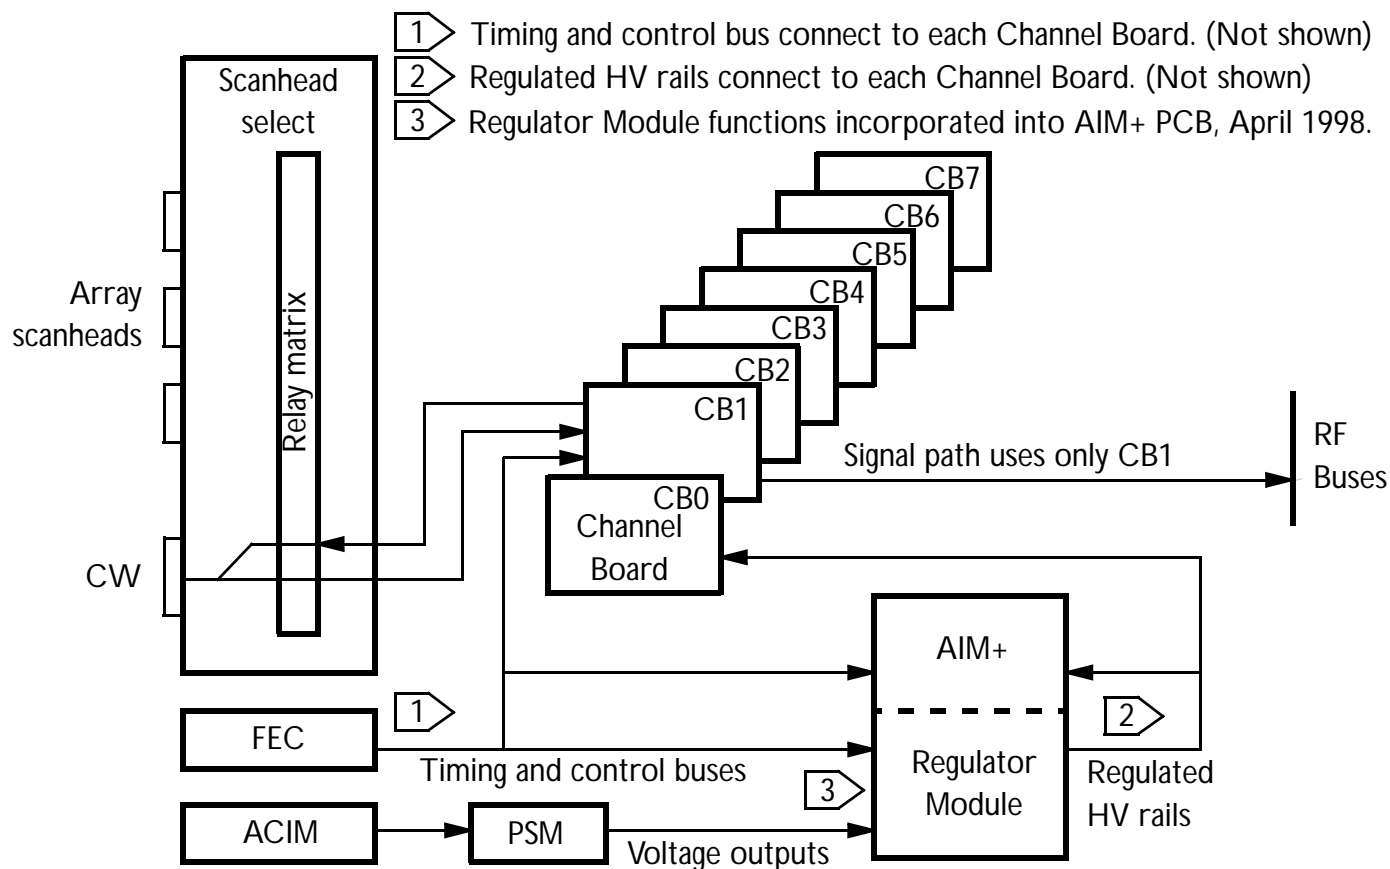 1 Timing and control bus connect to each Channel Board. (Not shown)
2 Regulated HV rails connect to each Channel Board. (Not shown)
3 Regulator Module functions incorporated into AIM+ PCB, April 1998.
Scanhead
select
Relay matrix
Array
scanheads
CW
CB7
CB6
CB5
CB4
CB3
CB2
CB1
CB0
Channel
Board
Signal path uses only CB1
RF
Buses
AIM+
Regulator
Module
1
2
3
FEC
Timing and control buses
Regulated
HV rails
ACIM
PSM
Voltage outputs